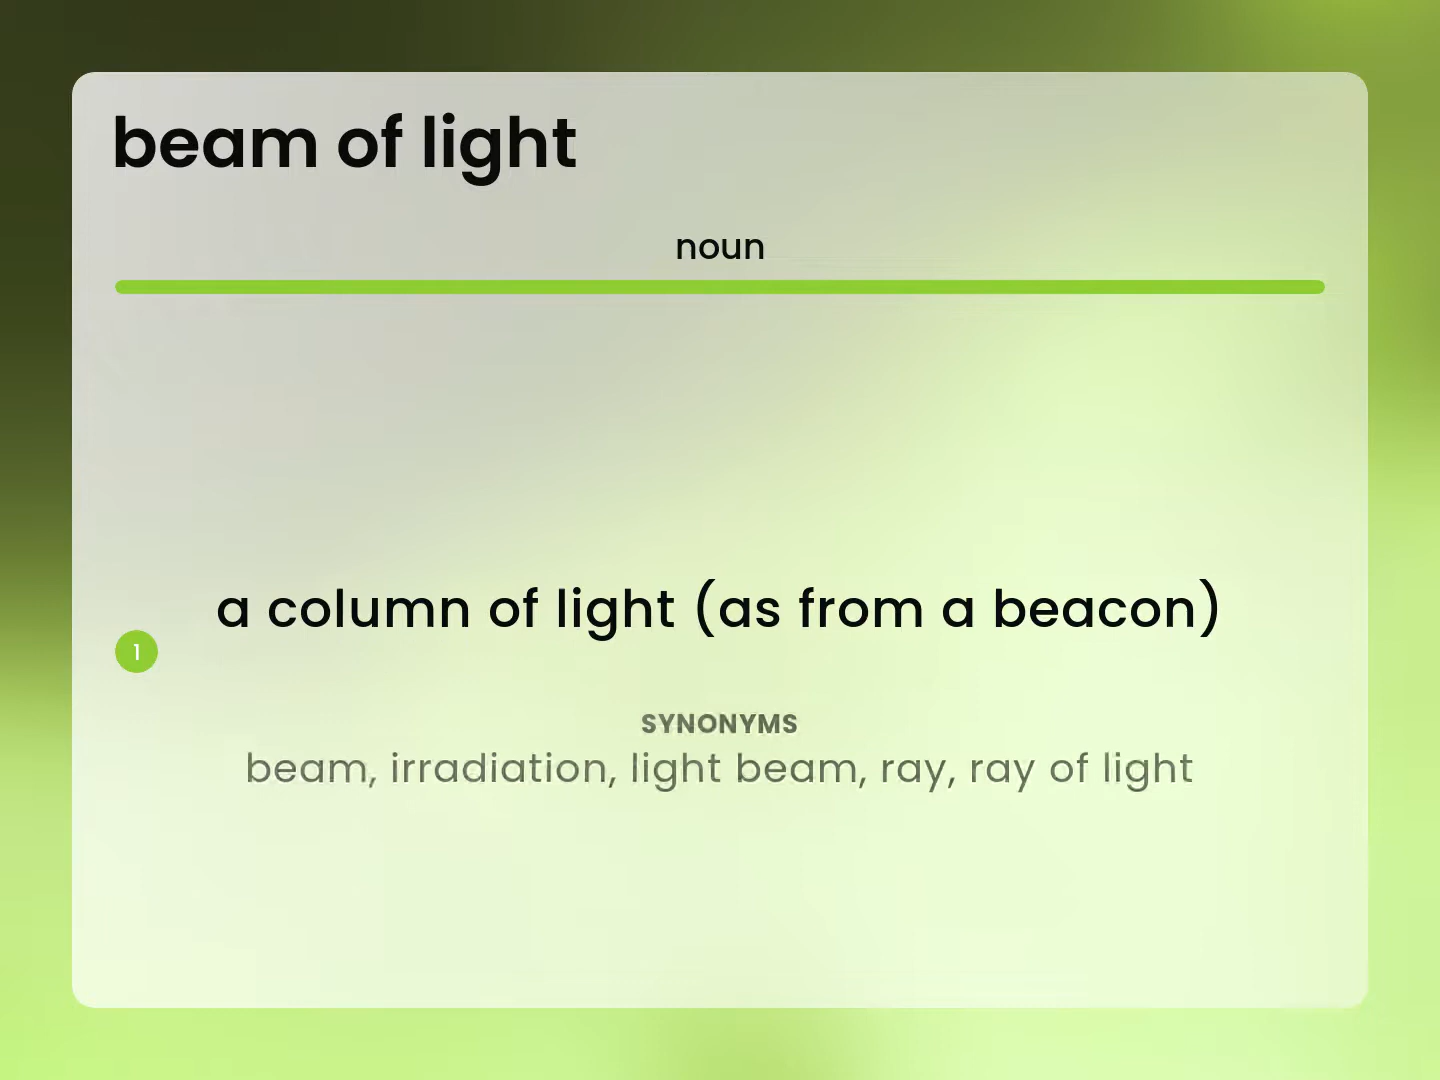 beam of light
noun
a column of light (as from a beacon)
1
SYNONYMS
beam, irradiation, light beam, ray, ray of light